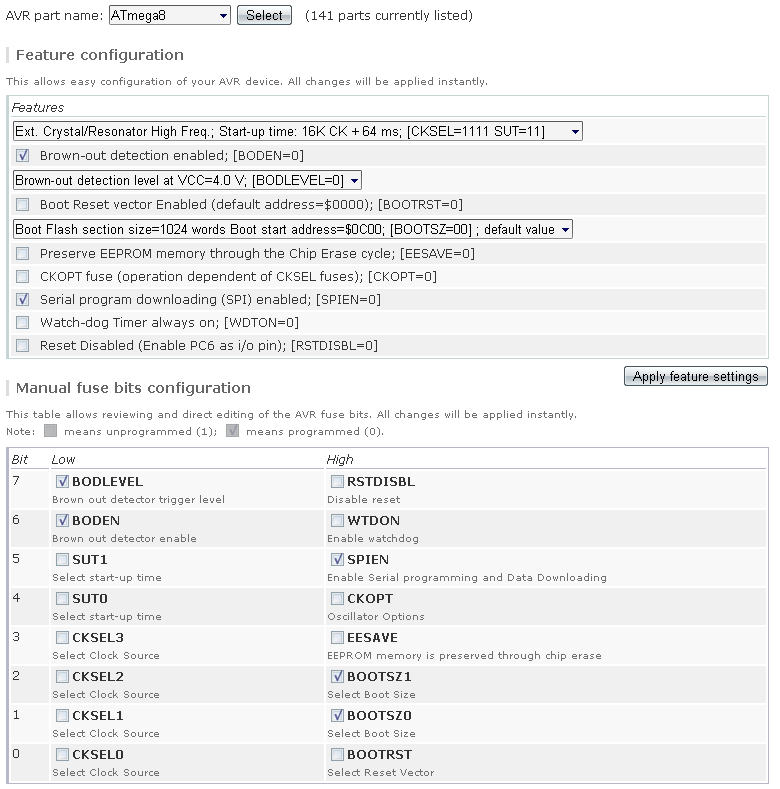 AVR part name: ATmega8 Select (141 parts currently listed)
Feature configuration
This allows easy configuration of your AVR device. All changes will be applied instantly.
Features
Ext. Crystal/Resonator High Freq.; Start-up time: 16K CK + 64 ms; [CKSEL=1111 SUT=11]
Brown-out detection enabled; [BODEN=0]
Brown-out detection level at VCC=4.0 V; [BODLEVEL=0]
Boot Reset vector Enabled (default address=$0000); [BOOTRST=0]
Boot Flash section size=1024 words Boot start address=$0C00; [BOOTSZ=00] ; default value
Preserve EEPROM memory through the Chip Erase cycle; [EESAVE=0]
CKOPT fuse (operation dependent of CKSEL fuses); [CKOPT=0]
Serial program downloading (SPI) enabled; [SPIEN=0]
Watch-dog Timer always on; [WDTON=0]
Reset Disabled (Enable PC6 as i/o pin); [RSTDISBL=0]
Apply feature settings
Manual fuse bits configuration
This table allows reviewing and direct editing of the AVR fuse bits. All changes will be applied instantly.
Note: means unprogrammed (1); means programmed (0).
Bit Low High
7 BODLEVEL RSTDISBL
Brown out detector trigger level Disable reset
6 BODEN WTDON
Brown out detector enable Enable watchdog
5 SUT1 SPIEN
Select start-up time Enable Serial programming and Data Downloading
4 SUT0 CKOPT
Select start-up time Oscillator Options
3 CKSEL3 EESAVE
Select Clock Source EEPROM memory is preserved through chip erase
2 CKSEL2 BOOTSZ1
Select Clock Source Select Boot Size
1 CKSEL1 BOOTSZ0
Select Clock Source Select Boot Size
0 CKSEL0 BOOTRST
Select Clock Source Select Reset Vector